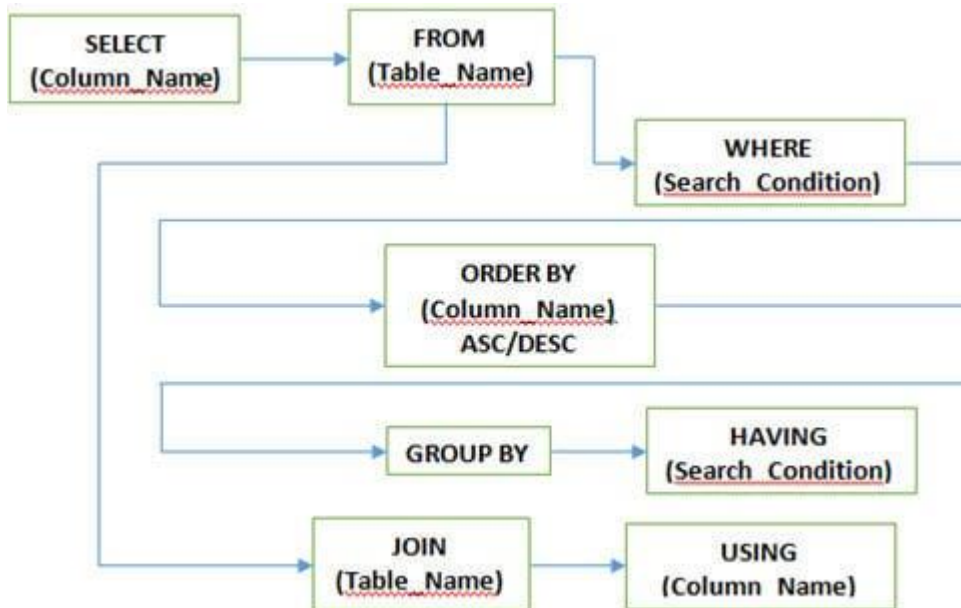 SELECT
(Column_Name)
FROM
(Table_Name)
WHERE
(Search_Condition)
ORDER BY
(Column_Name)
ASC/DESC
GROUP BY
HAVING
(Search_Condition)
JOIN
(Table_Name)
USING
(Column_Name)